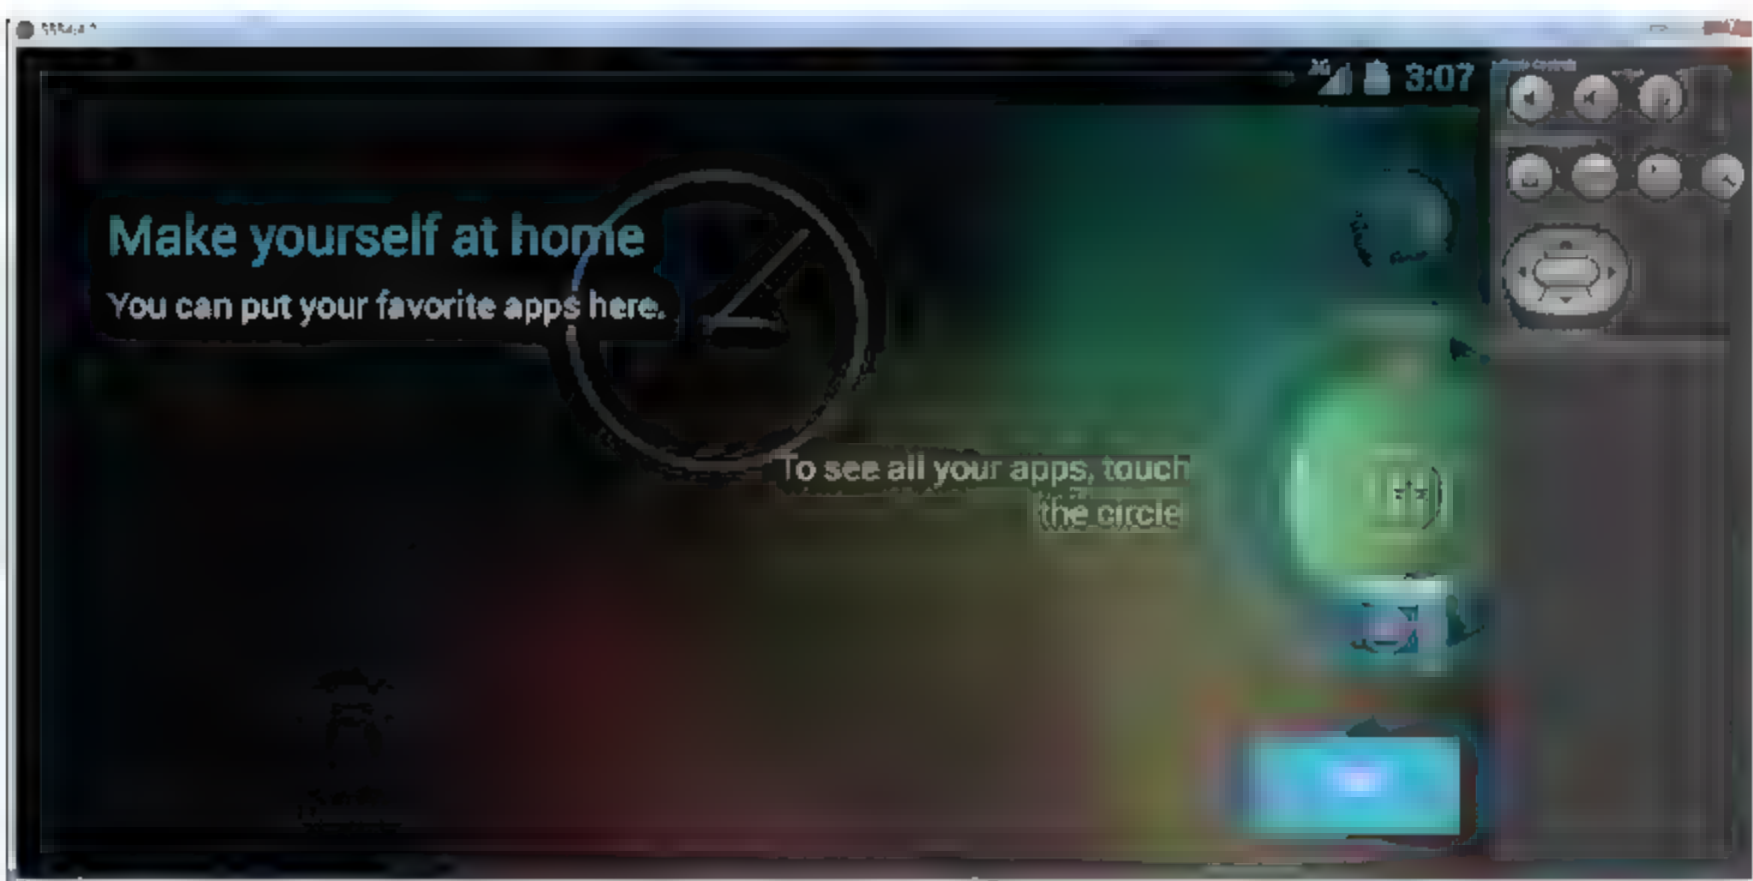 3G 3:07
Make yourself at home
You can put your favorite apps here.
To see all your apps, touch
the circle